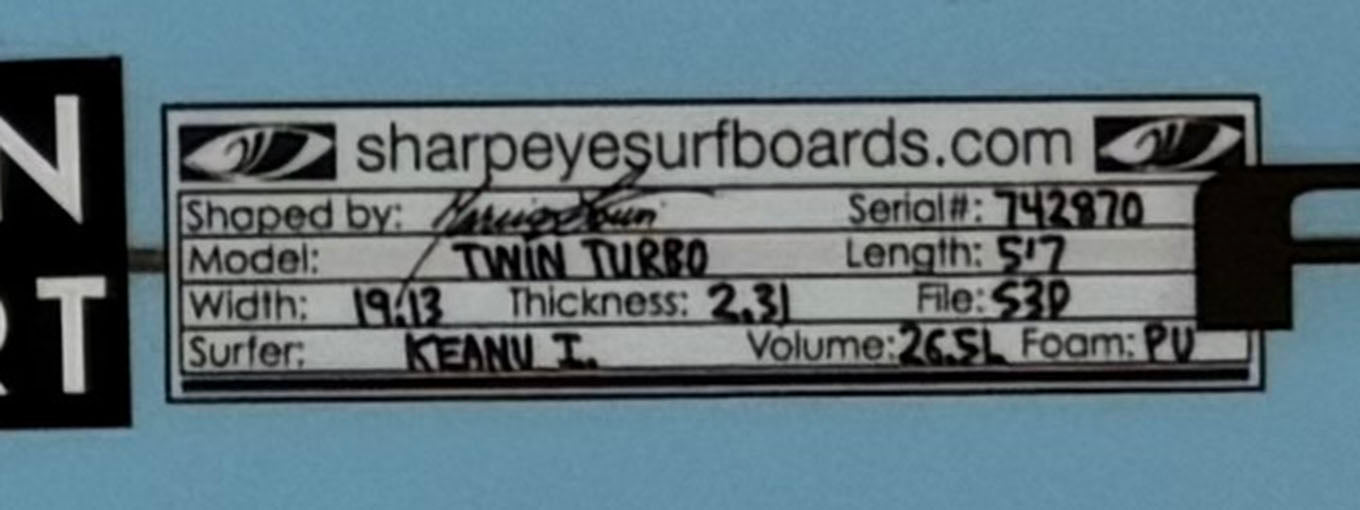 N
RT
sharpeyesurfboards.com
Shaped by: Serial#: 742870
Model: TWIN TURBO Length: 5'7
Width: 19.13 Thickness: 2.31 File: S3P
Surfer: KEANU I. Volume: 26.5L Foam: PU